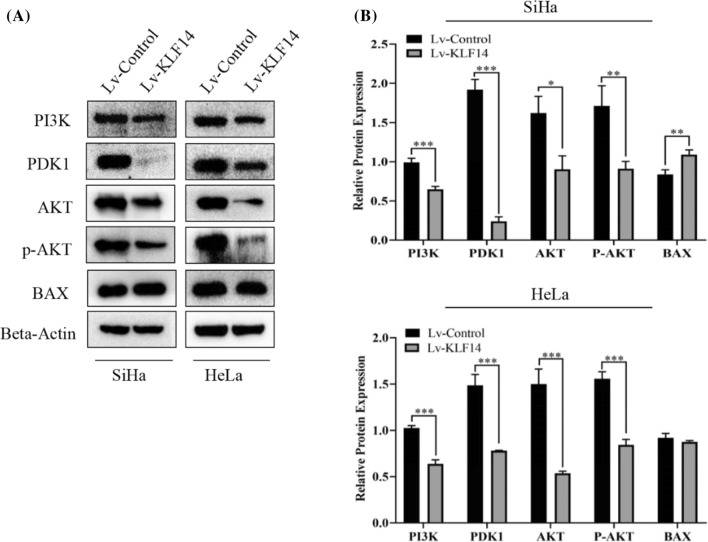 (A)
Lv-Control
Lv-KLF14
Lv-Control
Lv-KLF14
PI3K
PDK1
AKT
p-AKT
BAX
Beta-Actin
SiHa
HeLa
(B)
SiHa
Lv-Control
Lv-KLF14
Relative Protein Expression
2.5
2.0
1.5
1.0
0.5
0.0
***
***
*
**
**
PI3K
PDK1
AKT
P-AKT
BAX
HeLa
Lv-Control
Lv-KLF14
Relative Protein Expression
2.0
1.5
1.0
0.5
0.0
***
***
***
***
PI3K
PDK1
AKT
P-AKT
BAX